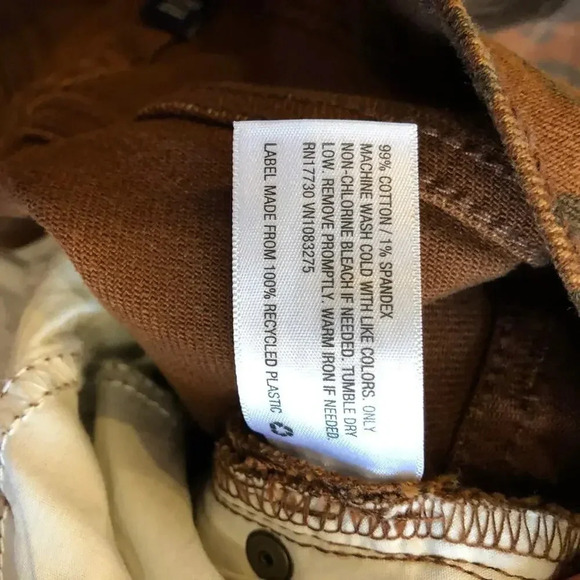 99% COTTON / 1% SPANDEX
MACHINE WASH COLD WITH LIKE COLORS. ONLY
NON-CHLORINE BLEACH IF NEEDED. TUMBLE DRY
LOW. REMOVE PROMPTLY. WARM IRON IF NEEDED.
RN17730 VN1083275
LABEL MADE FROM 100% RECYCLED PLASTIC